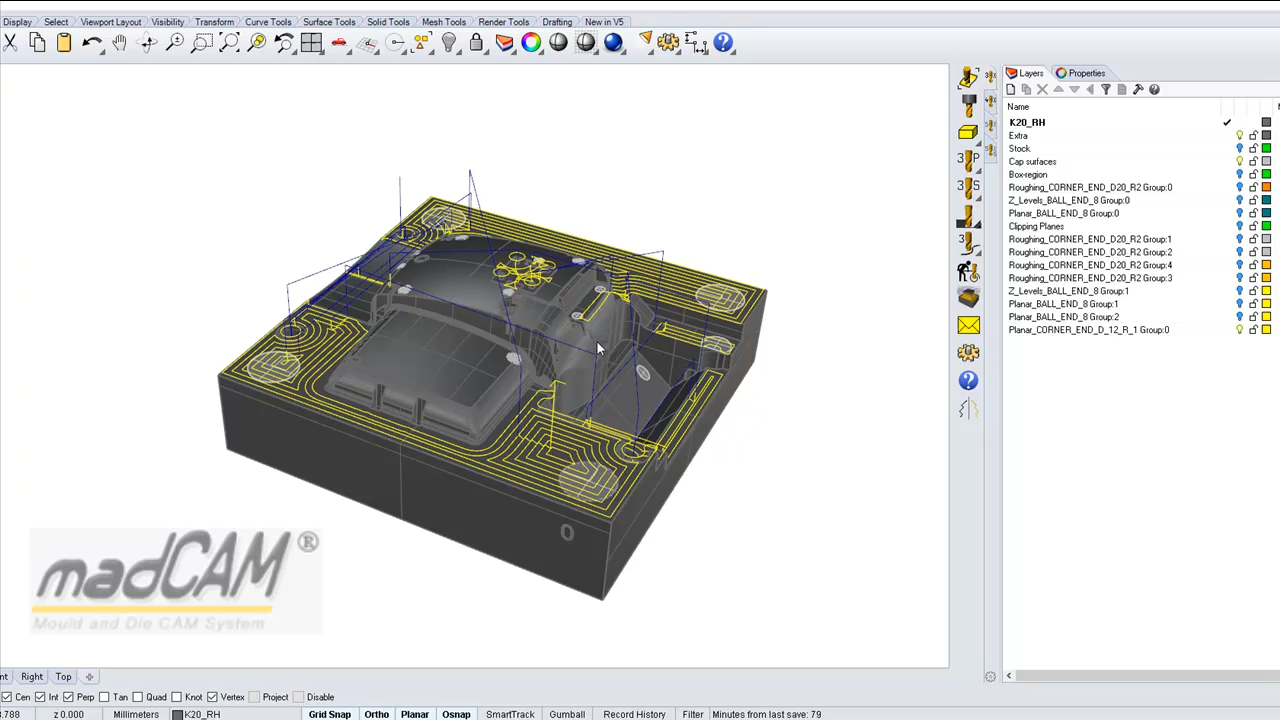 Display Select Viewport Layout Visibility Transform Curve Tools Surface Tools Solid Tools Mesh Tools Render Tools Drafting New in V5
Layers Properties
Name
K20_RH
Extra
Stock
Cap surfaces
Box-region
Roughing_CORNER_END_D20_R2 Group:0
Z_Levels_BALL_END_8 Group:0
Planar_BALL_END_8 Group:0
Clipping Planes
Roughing_CORNER_END_D20_R2 Group:1
Roughing_CORNER_END_D20_R2 Group:2
Roughing_CORNER_END_D20_R2 Group:4
Roughing_CORNER_END_D20_R2 Group:3
Z_Levels_BALL_END_8 Group:1
Planar_BALL_END_8 Group:1
Planar_BALL_END_8 Group:2
Planar_CORNER_END_D_12_R_1 Group:0
0
madCAM ®
Mould and Die CAM System
nt Right Top
Cen Int Perp Tan Quad Knot Vertex Project Disable
.788 z 0.000 Millimeters K20_RH Grid Snap Ortho Planar Osnap SmartTrack Gumball Record History Filter Minutes from last save: 79